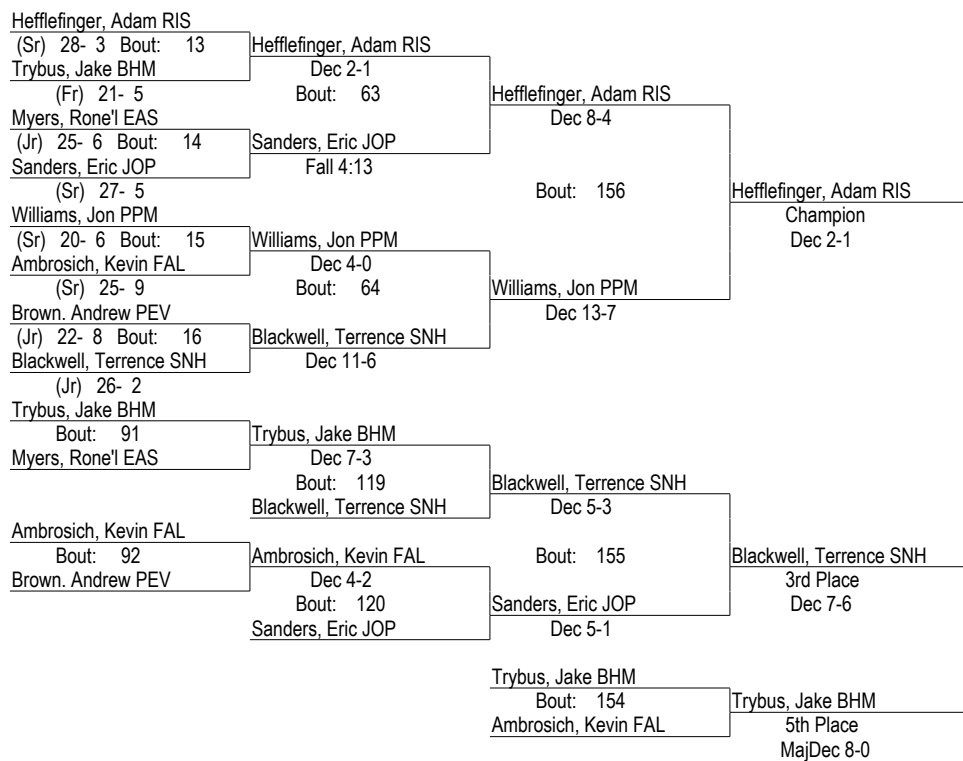 Hefflefinger, Adam RIS
(Sr) 28- 3 Bout: 13 Hefflefinger, Adam RIS
Trybus, Jake BHM Dec 2-1
(Fr) 21- 5 Bout: 63 Hefflefinger, Adam RIS
Myers, Rone'l EAS Dec 8-4
(Jr) 25- 6 Bout: 14 Sanders, Eric JOP
Sanders, Eric JOP Fall 4:13
(Sr) 27- 5 Bout: 156 Hefflefinger, Adam RIS
Williams, Jon PPM Champion
(Sr) 20- 6 Bout: 15 Williams, Jon PPM Dec 2-1
Ambrosich, Kevin FAL Dec 4-0
(Sr) 25- 9 Bout: 64 Williams, Jon PPM
Brown. Andrew PEV Dec 13-7
(Jr) 22- 8 Bout: 16 Blackwell, Terrence SNH
Blackwell, Terrence SNH Dec 11-6
(Jr) 26- 2
Trybus, Jake BHM
Bout: 91 Trybus, Jake BHM
Myers, Rone'l EAS Dec 7-3
Bout: 119 Blackwell, Terrence SNH
Blackwell, Terrence SNH Dec 5-3
Ambrosich, Kevin FAL
Bout: 92 Ambrosich, Kevin FAL Bout: 155 Blackwell, Terrence SNH
Brown. Andrew PEV Dec 4-2 3rd Place
Bout: 120 Sanders, Eric JOP Dec 7-6
Sanders, Eric JOP Dec 5-1
Trybus, Jake BHM
Bout: 154 Trybus, Jake BHM
Ambrosich, Kevin FAL 5th Place
MajDec 8-0